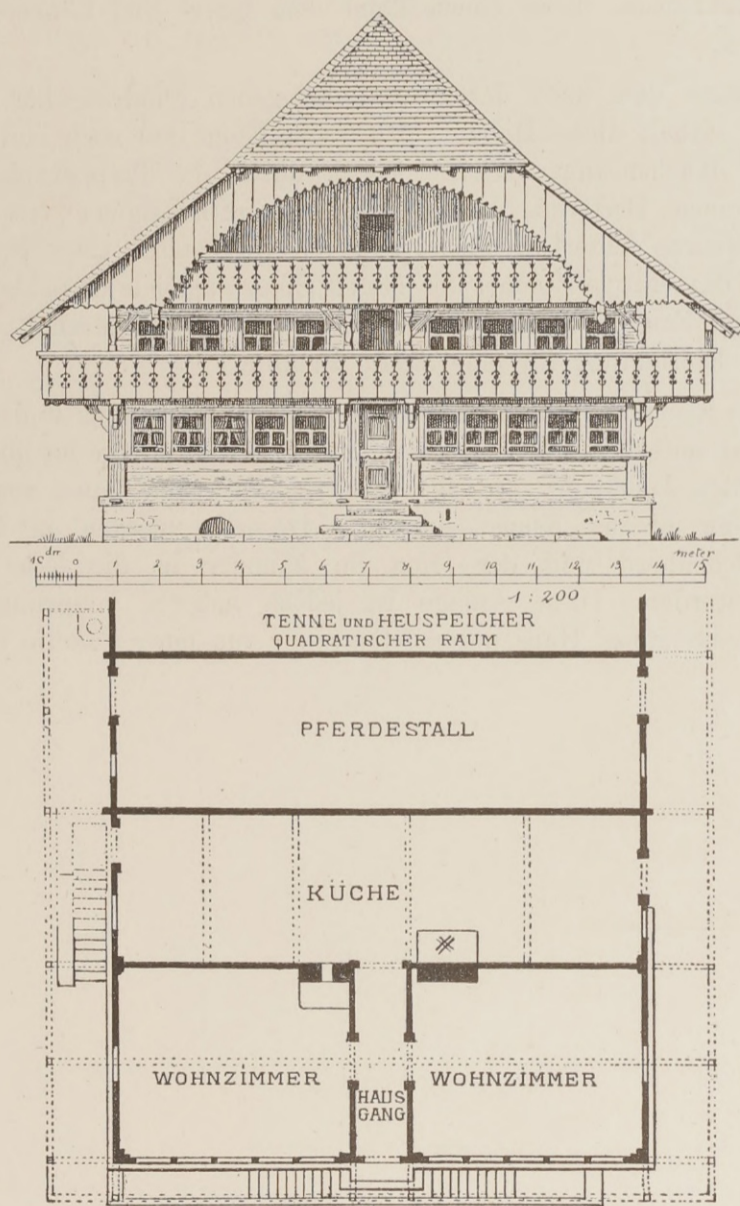 10 dm 0 1 2 3 4 5 6 7 8 9 10 11 12 13 14 meter 15
1 : 200
TENNE UND HEUSPEICHER
QUADRATISCHER RAUM
PFERDESTALL
KÜCHE
WOHNZIMMER WOHNZIMMER
HAUS
GANG